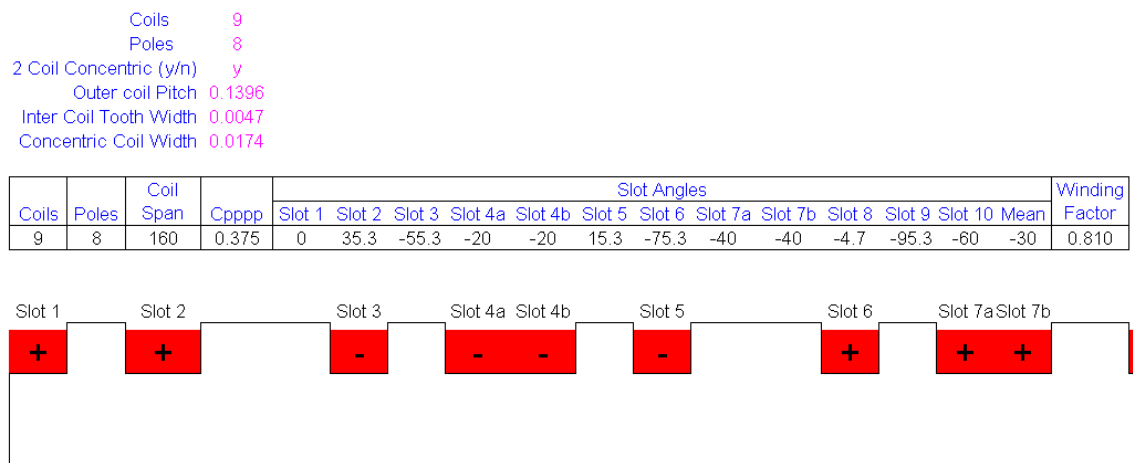 Coils 9
Poles 8
2 Coil Concentric (y/n) y
Outer coil Pitch 0.1396
Inter Coil Tooth Width 0.0047
Concentric Coil Width 0.0174
Coils Poles Coil Span Cpppp Slot Angles Winding Factor
Slot 1 Slot 2 Slot 3 Slot 4a Slot 4b Slot 5 Slot 6 Slot 7a Slot 7b Slot 8 Slot 9 Slot 10 Mean
9 8 160 0.375 0 35.3 -55.3 -20 -20 15.3 -75.3 -40 -40 -4.7 -95.3 -60 -30 0.810
Slot 1 Slot 2 Slot 3 Slot 4a Slot 4b Slot 5 Slot 6 Slot 7a Slot 7b
+ + - - - - + + +